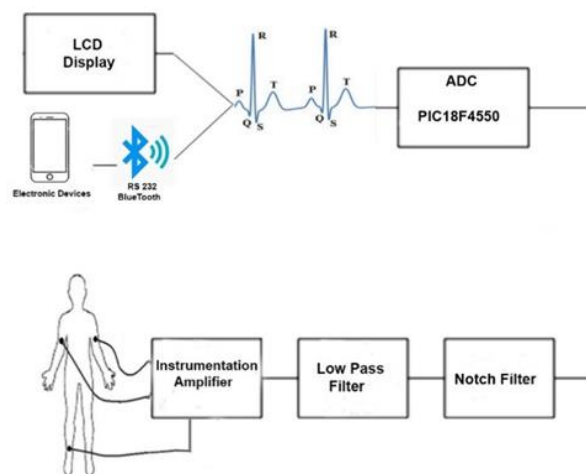 LCD
Display
R
P
T
Q
S
R
P
T
Q
S
ADC
PIC18F4550
Electronic Devices
RS 232
BlueTooth
Instrumentation
Amplifier
Low Pass
Filter
Notch Filter